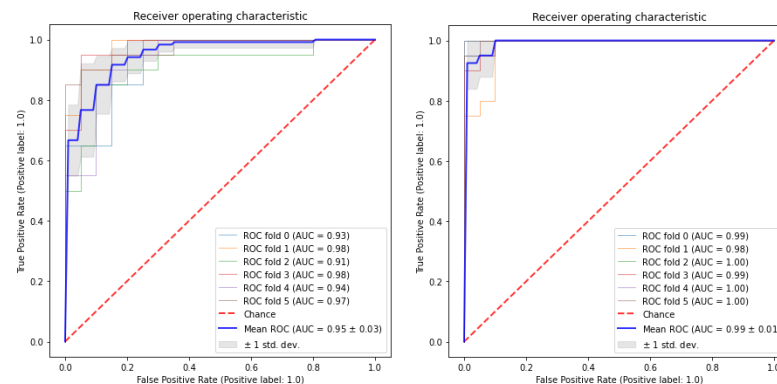 Receiver operating characteristic
True Positive Rate (Positive label: 1.0)
1.0
0.8
0.6
0.4
0.2
0.0
ROC fold 0 (AUC = 0.93)
ROC fold 1 (AUC = 0.98)
ROC fold 2 (AUC = 0.91)
ROC fold 3 (AUC = 0.98)
ROC fold 4 (AUC = 0.94)
ROC fold 5 (AUC = 0.97)
Chance
Mean ROC (AUC = 0.95 ± 0.03)
± 1 std. dev.
0.0 0.2 0.4 0.6 0.8 1.0
False Positive Rate (Positive label: 1.0)
Receiver operating characteristic
True Positive Rate (Positive label: 1.0)
1.0
0.8
0.6
0.4
0.2
0.0
ROC fold 0 (AUC = 0.99)
ROC fold 1 (AUC = 0.98)
ROC fold 2 (AUC = 1.00)
ROC fold 3 (AUC = 0.99)
ROC fold 4 (AUC = 1.00)
ROC fold 5 (AUC = 1.00)
Chance
Mean ROC (AUC = 0.99 ± 0.01
± 1 std. dev.
0.0 0.2 0.4 0.6 0.8 1.0
False Positive Rate (Positive label: 1.0)